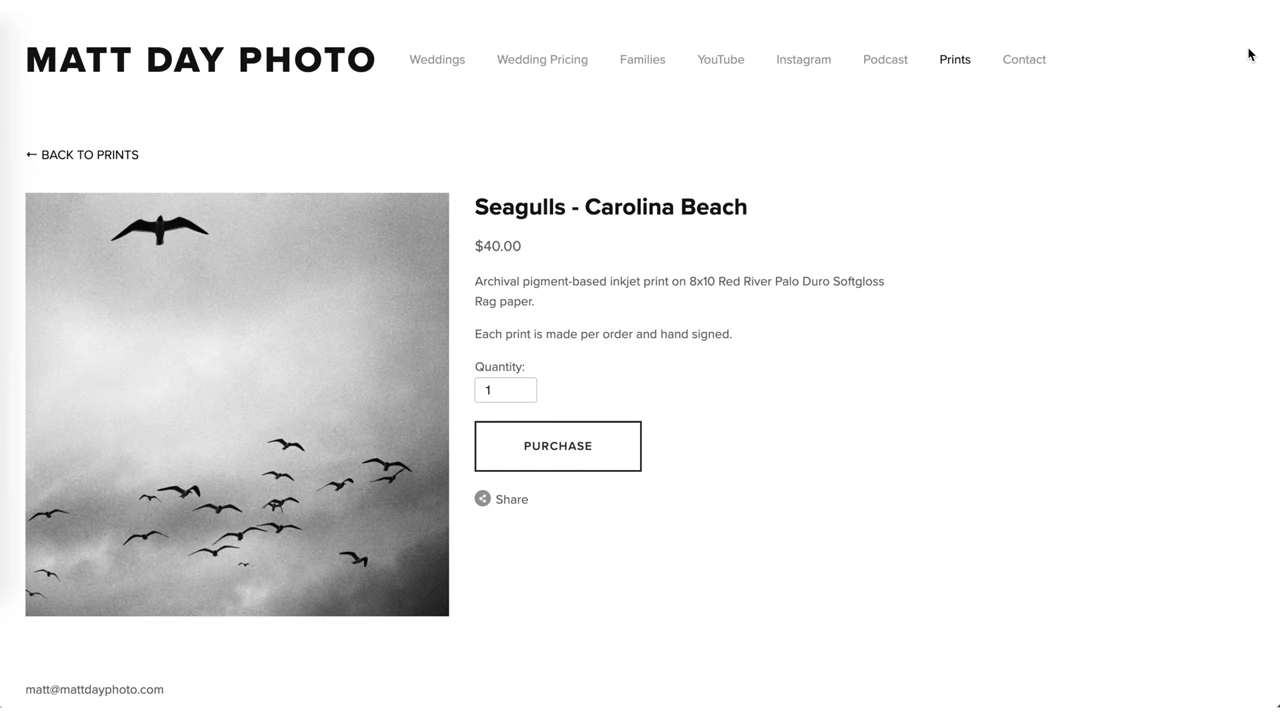 MATT DAY PHOTO
Weddings
Wedding Pricing
Families
YouTube
Instagram
Podcast
Prints
Contact
← BACK TO PRINTS
Seagulls - Carolina Beach
$40.00
Archival pigment-based inkjet print on 8x10 Red River Palo Duro Softgloss
Rag paper.
Each print is made per order and hand signed.
Quantity:
1
PURCHASE
Share
matt@mattdayphoto.com